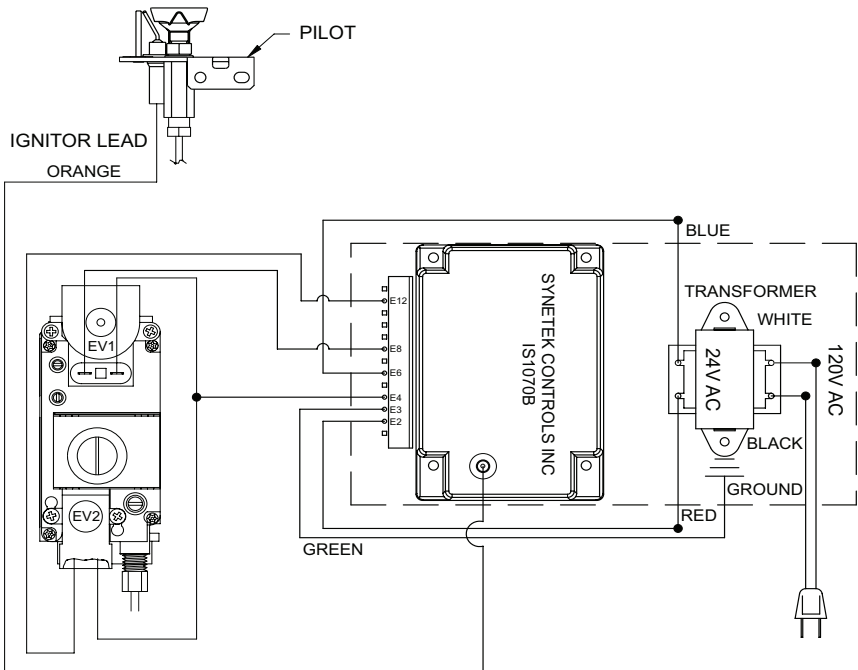 PILOT
IGNITOR LEAD
ORANGE
BLUE
SYNETEK CONTROLS INC
IS1070B
TRANSFORMER
WHITE
E12
EV1
E8
E6
24V AC
120V AC
E4
E3
E2
BLACK
GROUND
RED
EV2
GREEN